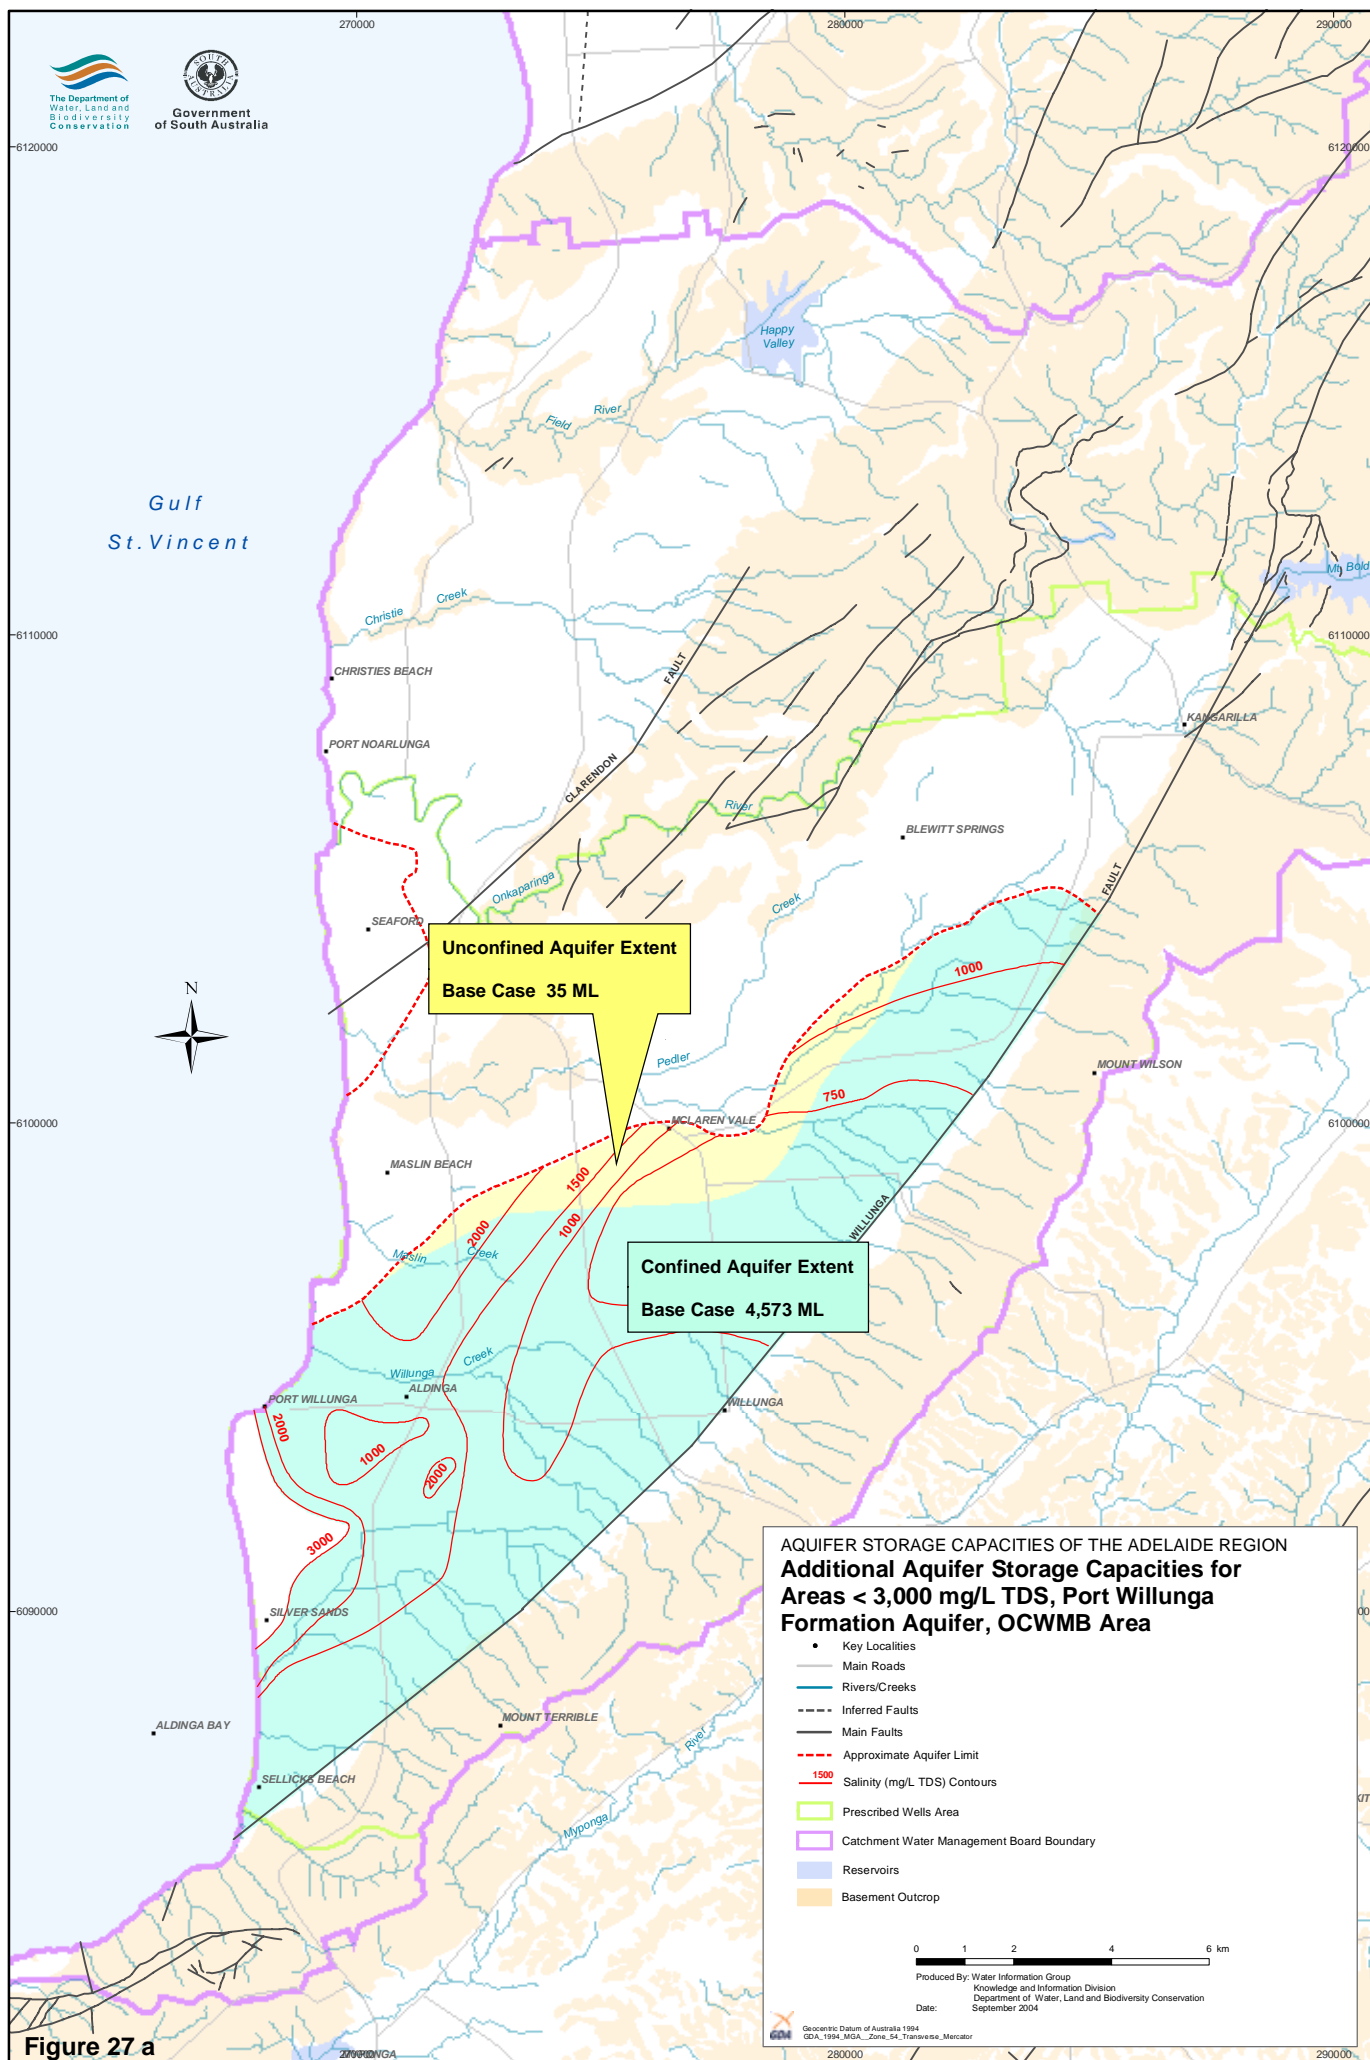 270000
280000
290000
The Department of
Water, Land and
Biodiversity
Conservation
SOUTH
AUSTRALIA
Government
of South Australia
6120000
6120000
Happy
Valley
Field
River
Gulf
St. Vincent
Mt. Bold
Christie
Creek
6110000
6110000
CHRISTIES BEACH
FAULT
KANGARILLA
PORT NOARLUNGA
CLARENDON
River
BLEWITT SPRINGS
Onkaparinga
Creek
FAULT
SEAFORD
Unconfined Aquifer Extent
Base Case 35 ML
1000
N
Pedler
MOUNT WILSON
750
6100000
6100000
MCLAREN VALE
MASLIN BEACH
1500
2000
1000
WILLUNGA
Maslin
Creek
Confined Aquifer Extent
Base Case 4,573 ML
Willunga
Creek
ALDINGA
PORT WILLUNGA
WILLUNGA
2000
1000
2000
3000
6090000
SILVER SANDS
ALDINGA BAY
MOUNT TERRIBLE
River
SELLICKS BEACH
Myponga
AQUIFER STORAGE CAPACITIES OF THE ADELAIDE REGION
Additional Aquifer Storage Capacities for
Areas < 3,000 mg/L TDS, Port Willunga
Formation Aquifer, OCWMB Area
Key Localities
Main Roads
Rivers/Creeks
Inferred Faults
Main Faults
Approximate Aquifer Limit
1500
Salinity (mg/L TDS) Contours
Prescribed Wells Area
Catchment Water Management Board Boundary
Reservoirs
Basement Outcrop
0 1 2 4 6 km
Produced By: Water Information Group
Knowledge and Information Division
Department of Water, Land and Biodiversity Conservation
Date: September 2004
GDA
Geocentric Datum of Australia 1994
GDA_1994_MGA__Zone_54_Transverse_Mercator
Figure 27 a
280000
290000